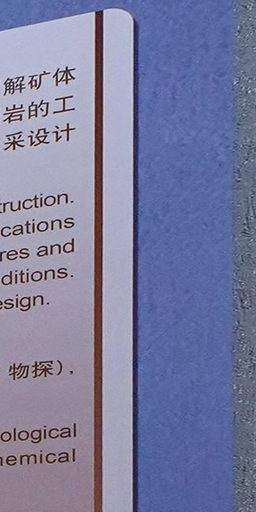 解矿体
岩的工
采设计
truction.
cations
res and
ditions.
esign.
物探),
ological
hemical